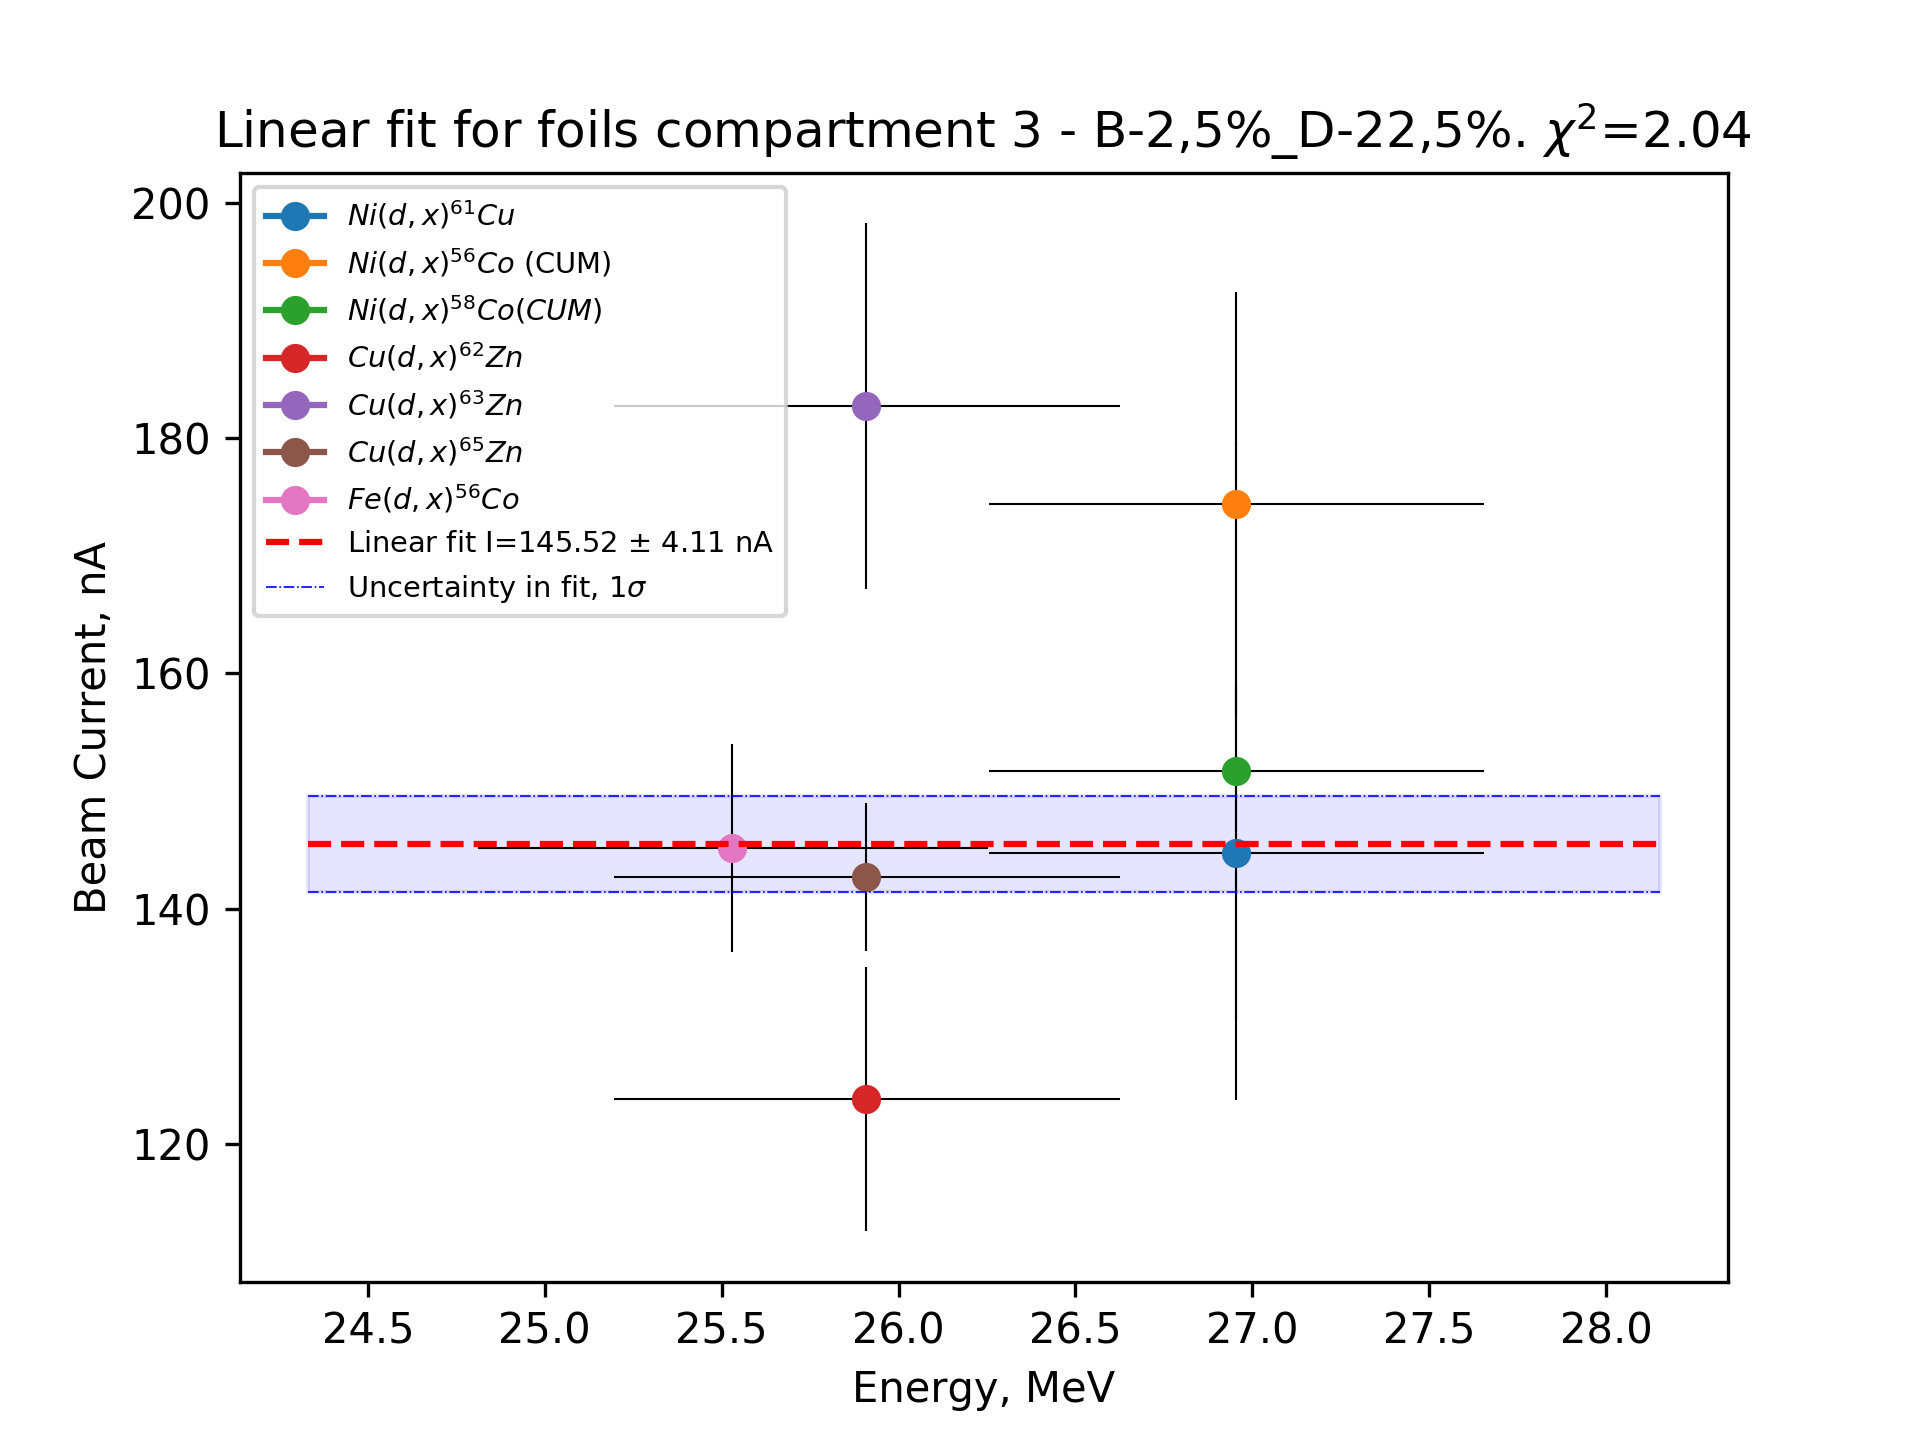 Linear fit for foils compartment 3 - B-2,5%_D-22,5%. χ²=2.04
Ni(d, x)⁶¹Cu
Ni(d, x)⁵⁶Co (CUM)
Ni(d, x)⁵⁸Co(CUM)
Cu(d, x)⁶²Zn
Cu(d, x)⁶³Zn
Cu(d, x)⁶⁵Zn
Fe(d, x)⁵⁶Co
Linear fit I=145.52 ± 4.11 nA
Uncertainty in fit, 1σ
Beam Current, nA
200
180
160
140
120
24.5 25.0 25.5 26.0 26.5 27.0 27.5 28.0
Energy, MeV